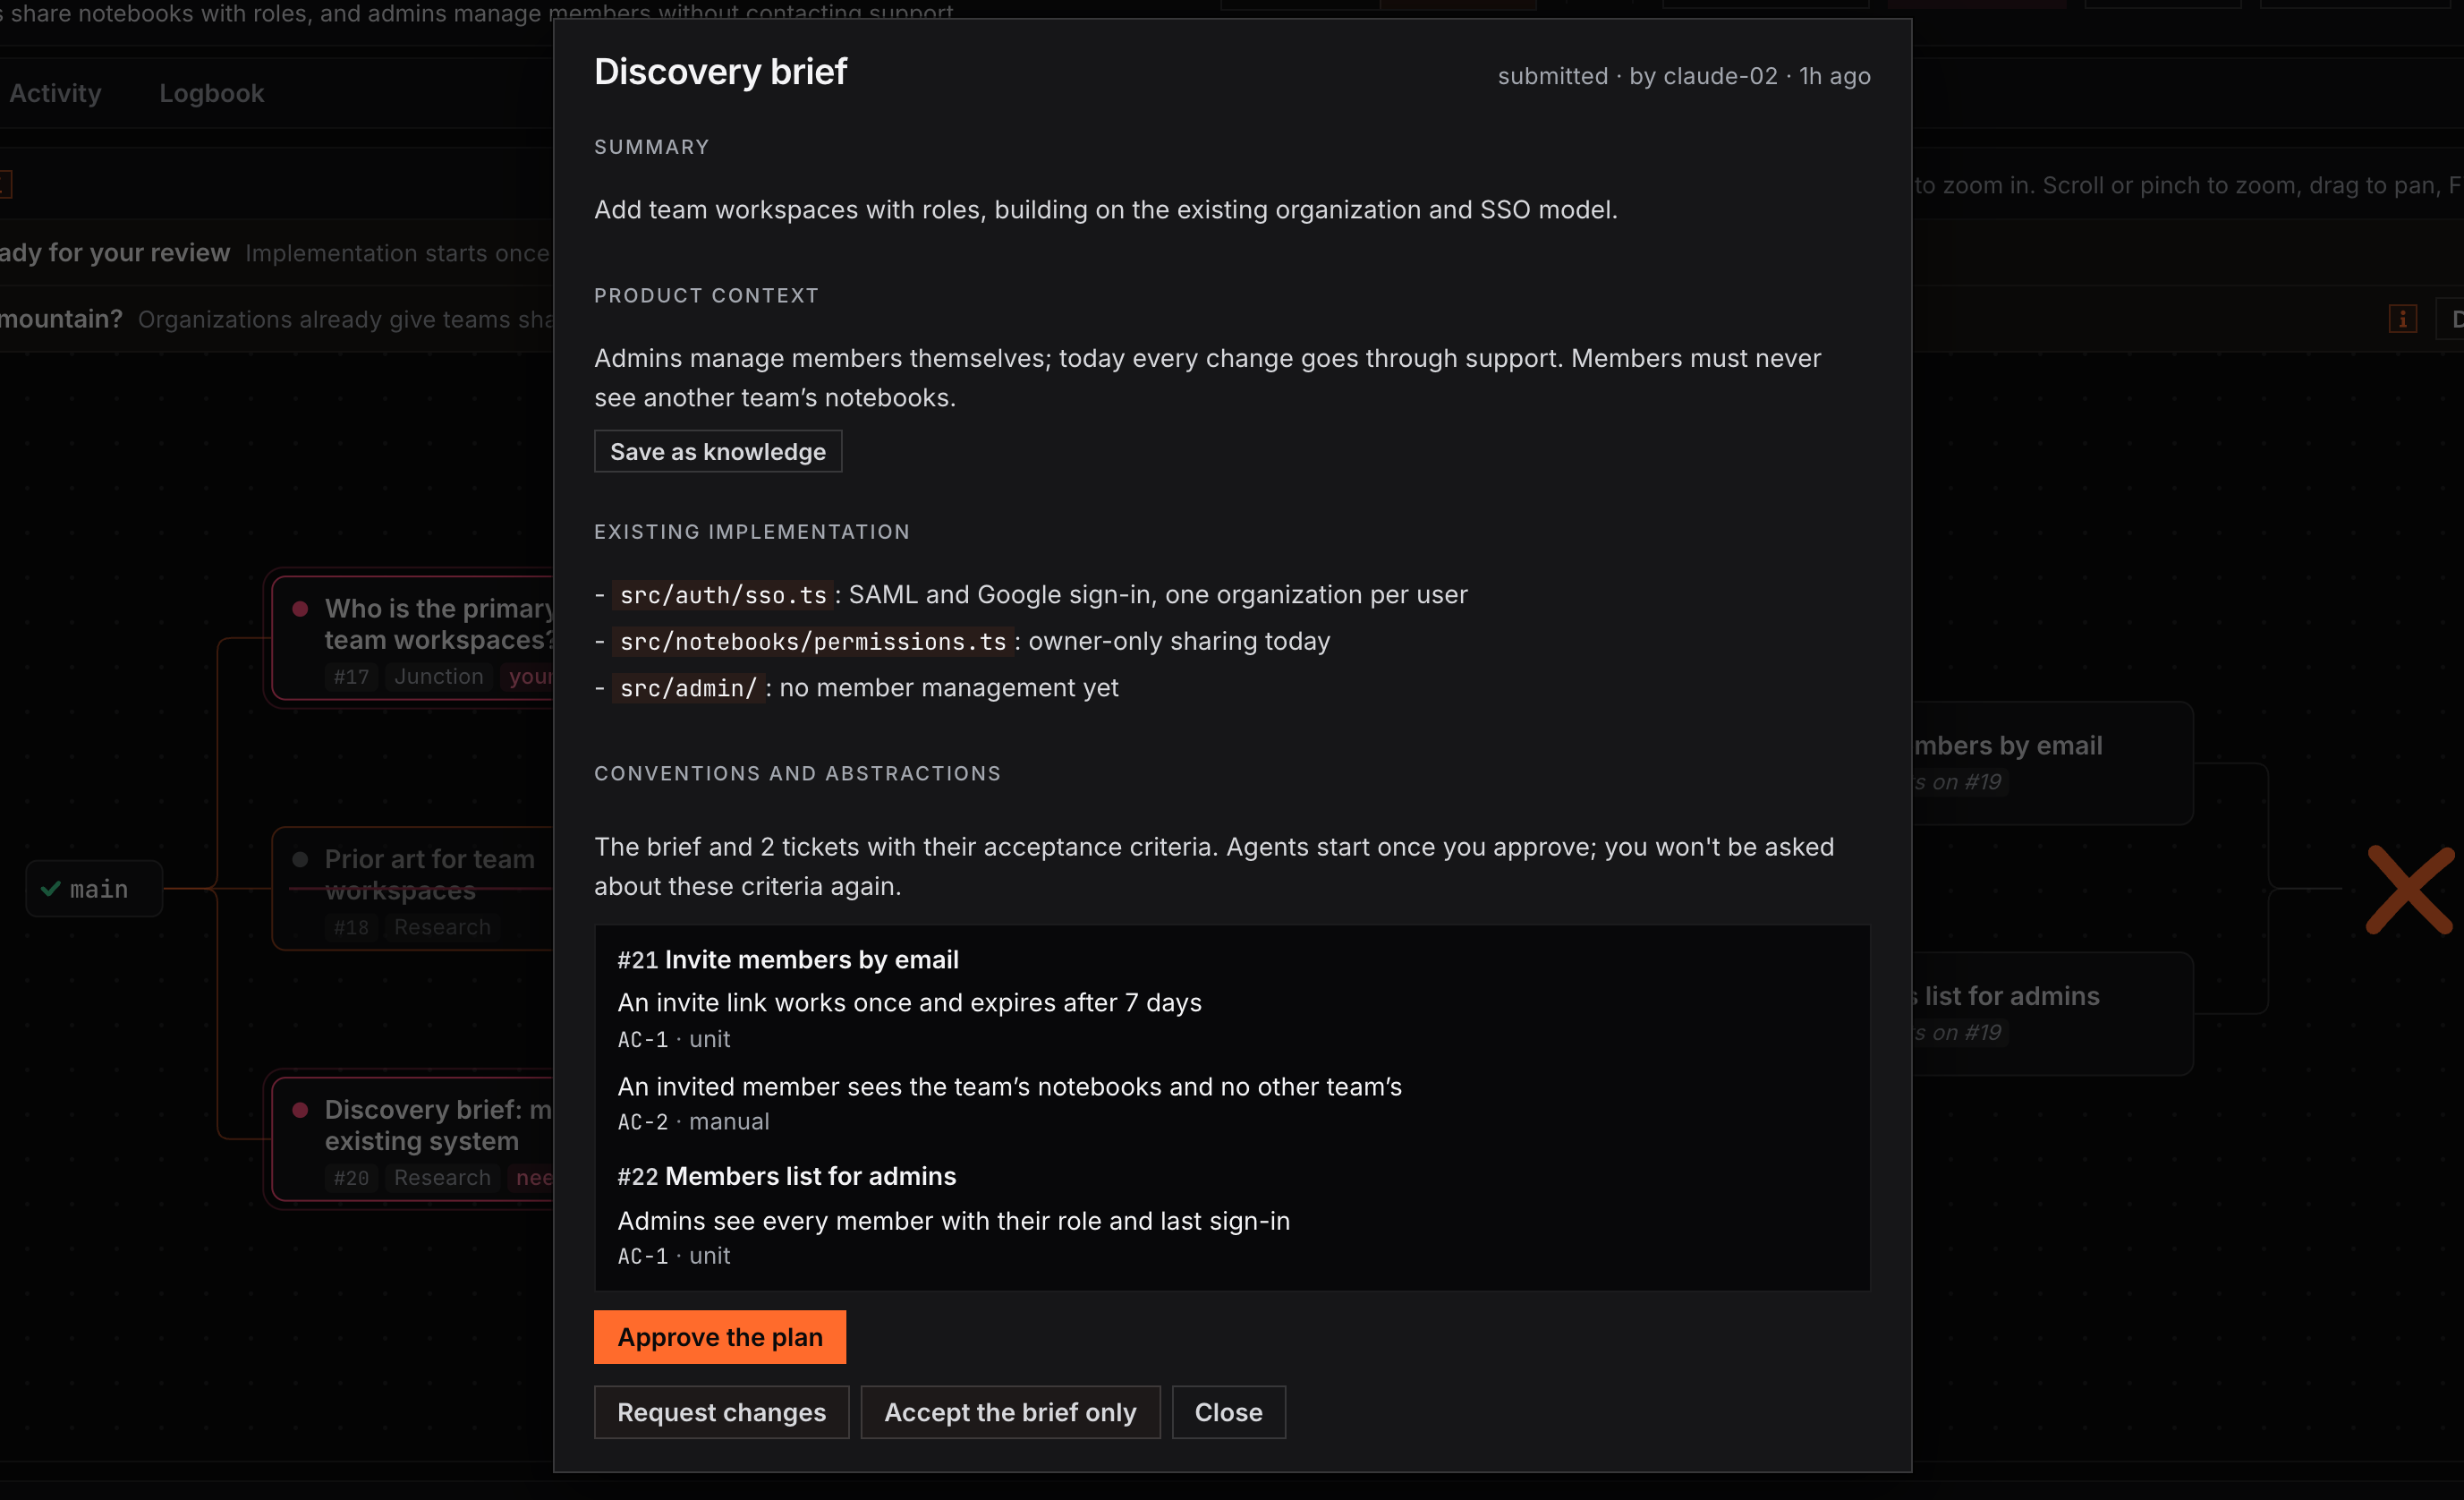 share notebooks with roles, and admins manage members without contacting support
Activity
Logbook
Discovery brief
submitted · by claude-02 · 1h ago
SUMMARY
Add team workspaces with roles, building on the existing organization and SSO model.
to zoom in. Scroll or pinch to zoom, drag to pan, F
ady for your review Implementation starts once
PRODUCT CONTEXT
mountain? Organizations already give teams sha
i D
Admins manage members themselves; today every change goes through support. Members must never
see another team’s notebooks.
Save as knowledge
EXISTING IMPLEMENTATION
- src/auth/sso.ts: SAML and Google sign-in, one organization per user
- src/notebooks/permissions.ts: owner-only sharing today
- src/admin/: no member management yet
Who is the primary
team workspaces?
#17 Junction your
CONVENTIONS AND ABSTRACTIONS
The brief and 2 tickets with their acceptance criteria. Agents start once you approve; you won't be asked
about these criteria again.
main
Prior art for team
workspaces
#18 Research
mbers by email
s on #19
#21 Invite members by email
An invite link works once and expires after 7 days
AC-1 · unit
An invited member sees the team’s notebooks and no other team’s
AC-2 · manual
#22 Members list for admins
Admins see every member with their role and last sign-in
AC-1 · unit
s list for admins
rs on #19
Discovery brief: m
existing system
#20 Research nee
Approve the plan
Request changes
Accept the brief only
Close